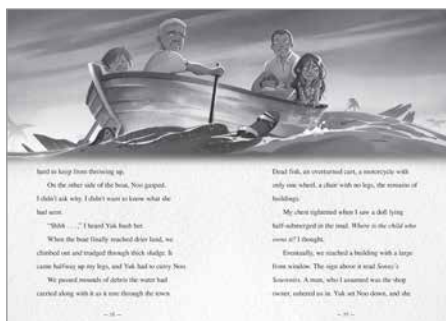 hard to keep from throwing up.
On the other side of the boat, Noo gasped.
I didn't ask why. I didn't want to know what she
had seen.
"Shhh . . . ," I heard Yuk hush her.
When the boat finally reached drier land, we
climbed out and trudged through thick sludge. It
came halfway up my legs, and Yuk had to carry Noo.
We passed mounds of debris the water had
carried along with it as it tore through the town.
Dead fish, an overturned cart, a motorcycle with
only one wheel, a chair with no legs, the remains of
buildings.
My chest tightened when I saw a doll lying
half-submerged in the mud. Where is the child who
owns it? I thought.
Eventually, we reached a building with a large
front window. The sign above it read Sonny's
Souvenirs. A man, who I assumed was the shop
owner, ushered us in. Yuk set Noo down, and she